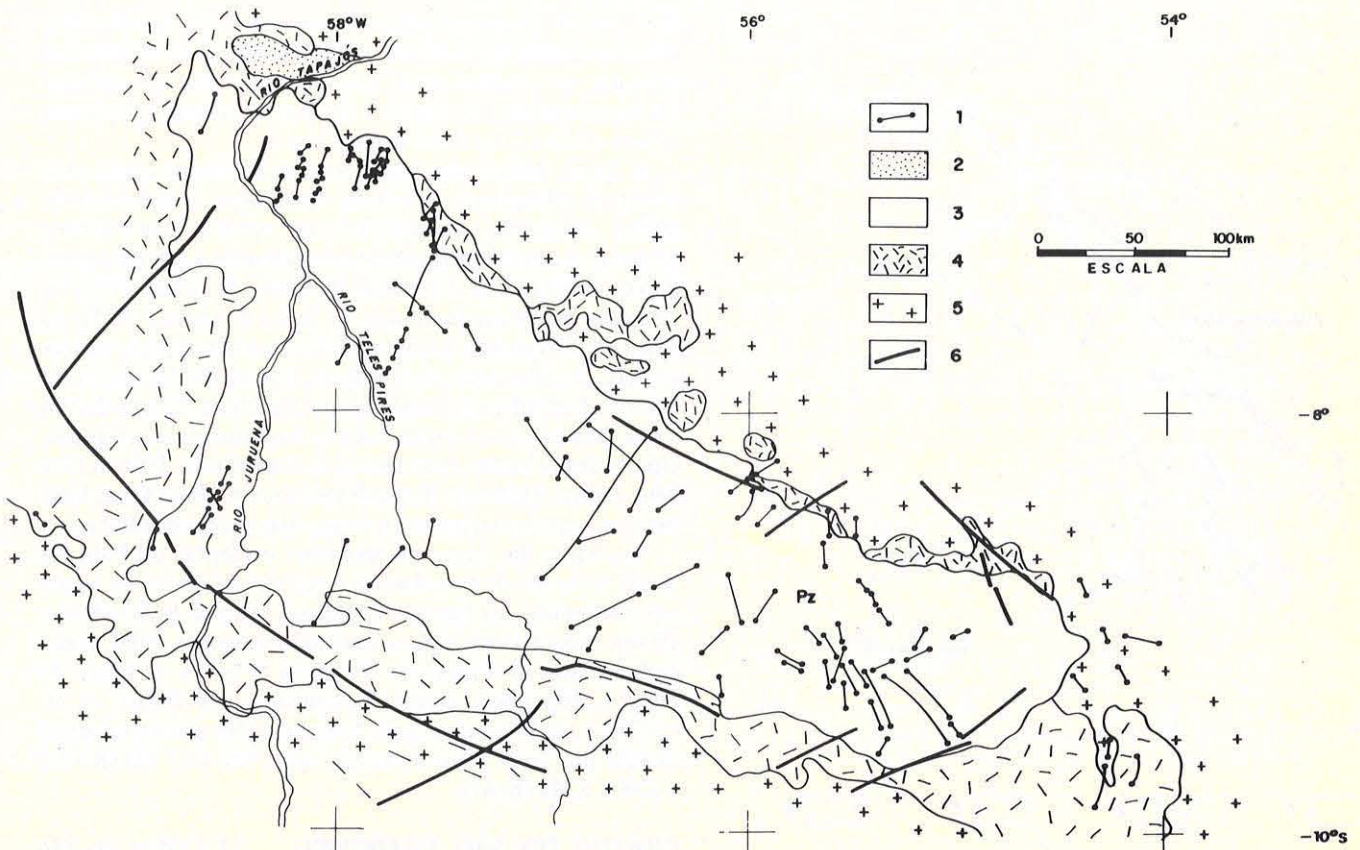 58°W
56°
54°
RIO TAPAJÓS
1
2
3
4
5
6
0 50 100km
ESCALA
RIO TELES PIRES
-8°
RIO JURUENA
Pz
-10°S